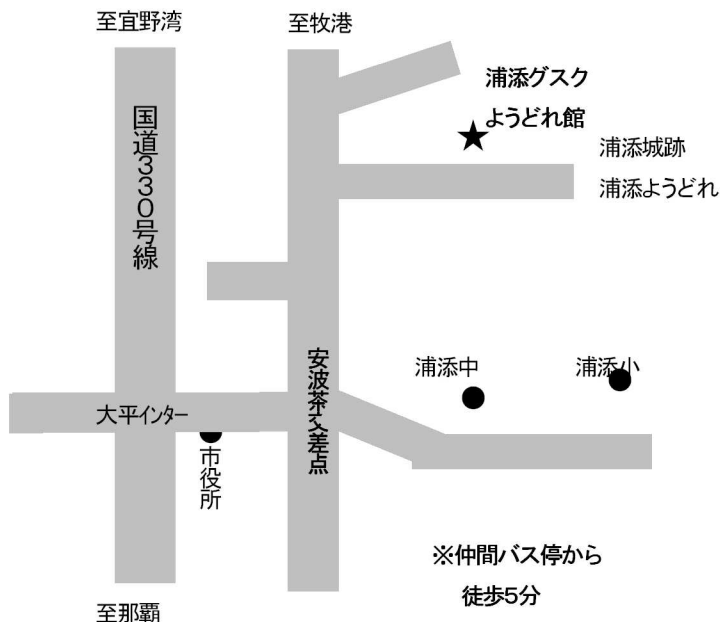 至宜野湾
至牧港
国道330号線
浦添グスク
ようどれ館
浦添城跡
浦添ようどれ
安波茶交差点
浦添中
浦添小
大平インター
市役所
※仲間バス停から
徒歩5分
至那覇